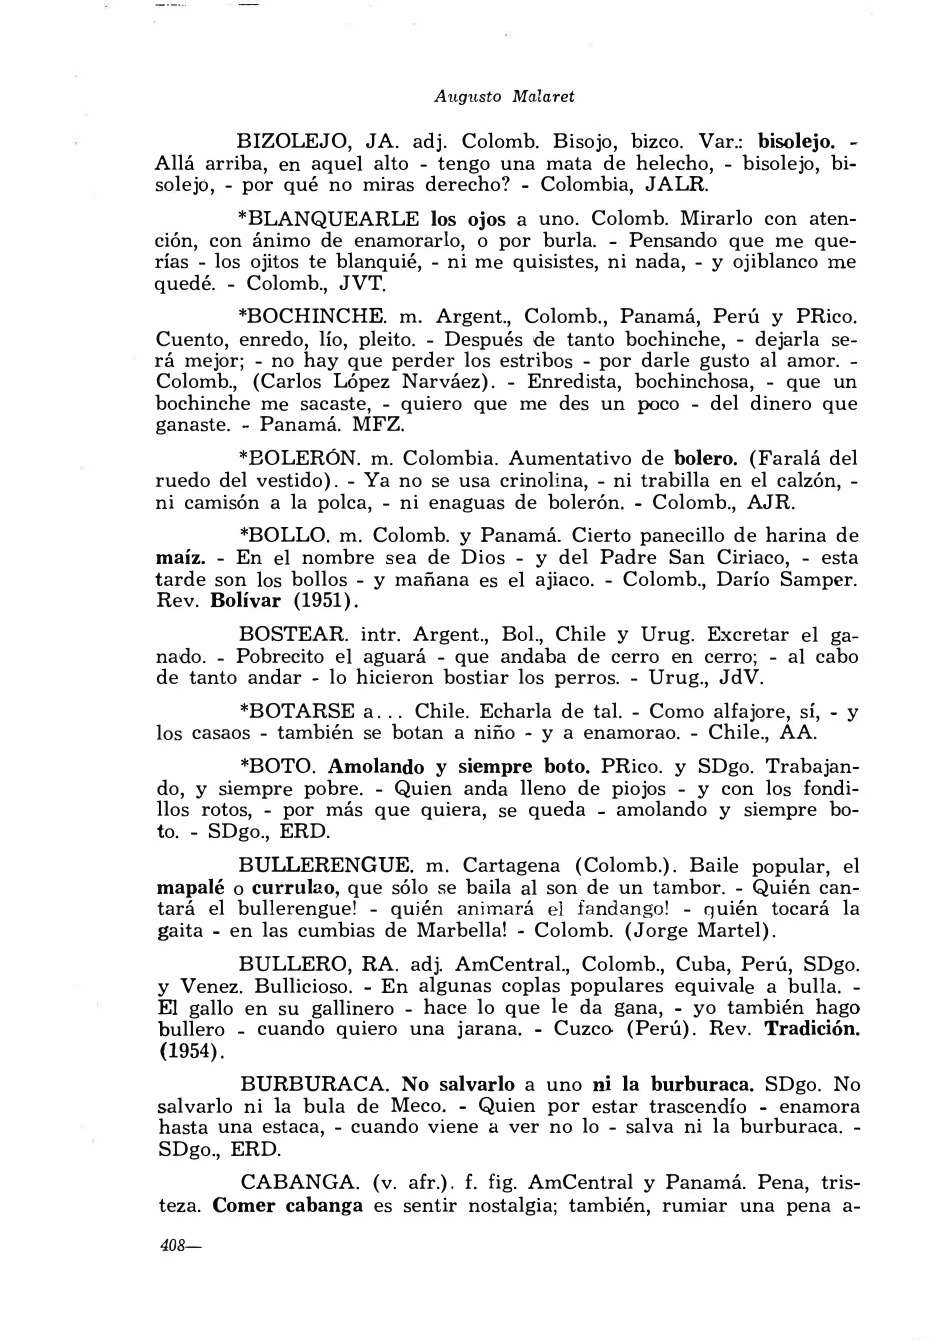 Augusto Malaret
BIZOLEJO, JA. adj. Colomb. Bisojo, bizco. Var.: bisolejo. -
Allá arriba, en aquel alto - tengo una mata de helecho, - bisolejo, bi-
solejo, - por qué no miras derecho? - Colombia, JALR.
*BLANQUEARLE los ojos a uno. Colomb. Mirarlo con aten-
ción, con ánimo de enamorarlo, o por burla. - Pensando que me que-
rías - los ojitos te blanquié, - ni me quisistes, ni nada, - y ojiblanco me
quedé. - Colomb., JVT.
*BOCHINCHE. m. Argent., Colomb., Panamá, Perú y PRico.
Cuento, enredo, lío, pleito. - Después de tanto bochinche, - dejarla se-
rá mejor; - no hay que perder los estribos - por darle gusto al amor. -
Colomb., (Carlos López Narváez). - Enredista, bochinchosa, - que un
bochinche me sacaste, - quiero que me des un poco - del dinero que
ganaste. - Panamá. MFZ.
*BOLERÓN. m. Colombia. Aumentativo de bolero. (Faralá del
ruedo del vestido). - Ya no se usa crinolina, - ni trabilla en el calzón, -
ni camisón a la polca, - ni enaguas de bolerón. - Colomb., AJR.
*BOLLO. m. Colomb. y Panamá. Cierto panecillo de harina de
maíz. - En el nombre sea de Dios - y del Padre San Ciriaco, - esta
tarde son los bollos - y mañana es el ajiaco. - Colomb., Darío Samper.
Rev. Bolívar (1951).
BOSTEAR. intr. Argent., Bol., Chile y Urug. Excretar el ga-
nado. - Pobrecito el aguará - que andaba de cerro en cerro; - al cabo
de tanto andar - lo hicieron bostiar los perros. - Urug., JdV.
*BOTARSE a... Chile. Echarla de tal. - Como alfajore, sí, - y
los casaos - también se botan a niño - y a enamorao. - Chile., AA.
*BOTO. Amolando y siempre boto. PRico. y SDgo. Trabajan-
do, y siempre pobre. - Quien anda lleno de piojos - y con los fondi-
llos rotos, - por más que quiera, se queda - amolando y siempre bo-
to. - SDgo., ERD.
BULLERENGUE. m. Cartagena (Colomb.). Baile popular, el
mapalé o currulao, que sólo se baila al son de un tambor. - Quién can-
tará el bullerengue! - quién animará el fandango! - quién tocará la
gaita - en las cumbias de Marbella! - Colomb. (Jorge Martel).
BULLERO, RA. adj. AmCentral., Colomb., Cuba, Perú, SDgo.
y Venez. Bullicioso. - En algunas coplas populares equivale a bulla. -
El gallo en su gallinero - hace lo que le da gana, - yo también hago
bullero - cuando quiero una jarana. - Cuzco (Perú). Rev. Tradición.
(1954).
BURBURACA. No salvarlo a uno ni la burburaca. SDgo. No
salvarlo ni la bula de Meco. - Quien por estar trascendío - enamora
hasta una estaca, - cuando viene a ver no lo - salva ni la burburaca. -
SDgo., ERD.
CABANGA. (v. afr.). f. fig. AmCentral y Panamá. Pena, tris-
teza. Comer cabanga es sentir nostalgia; también, rumiar una pena a-
408—